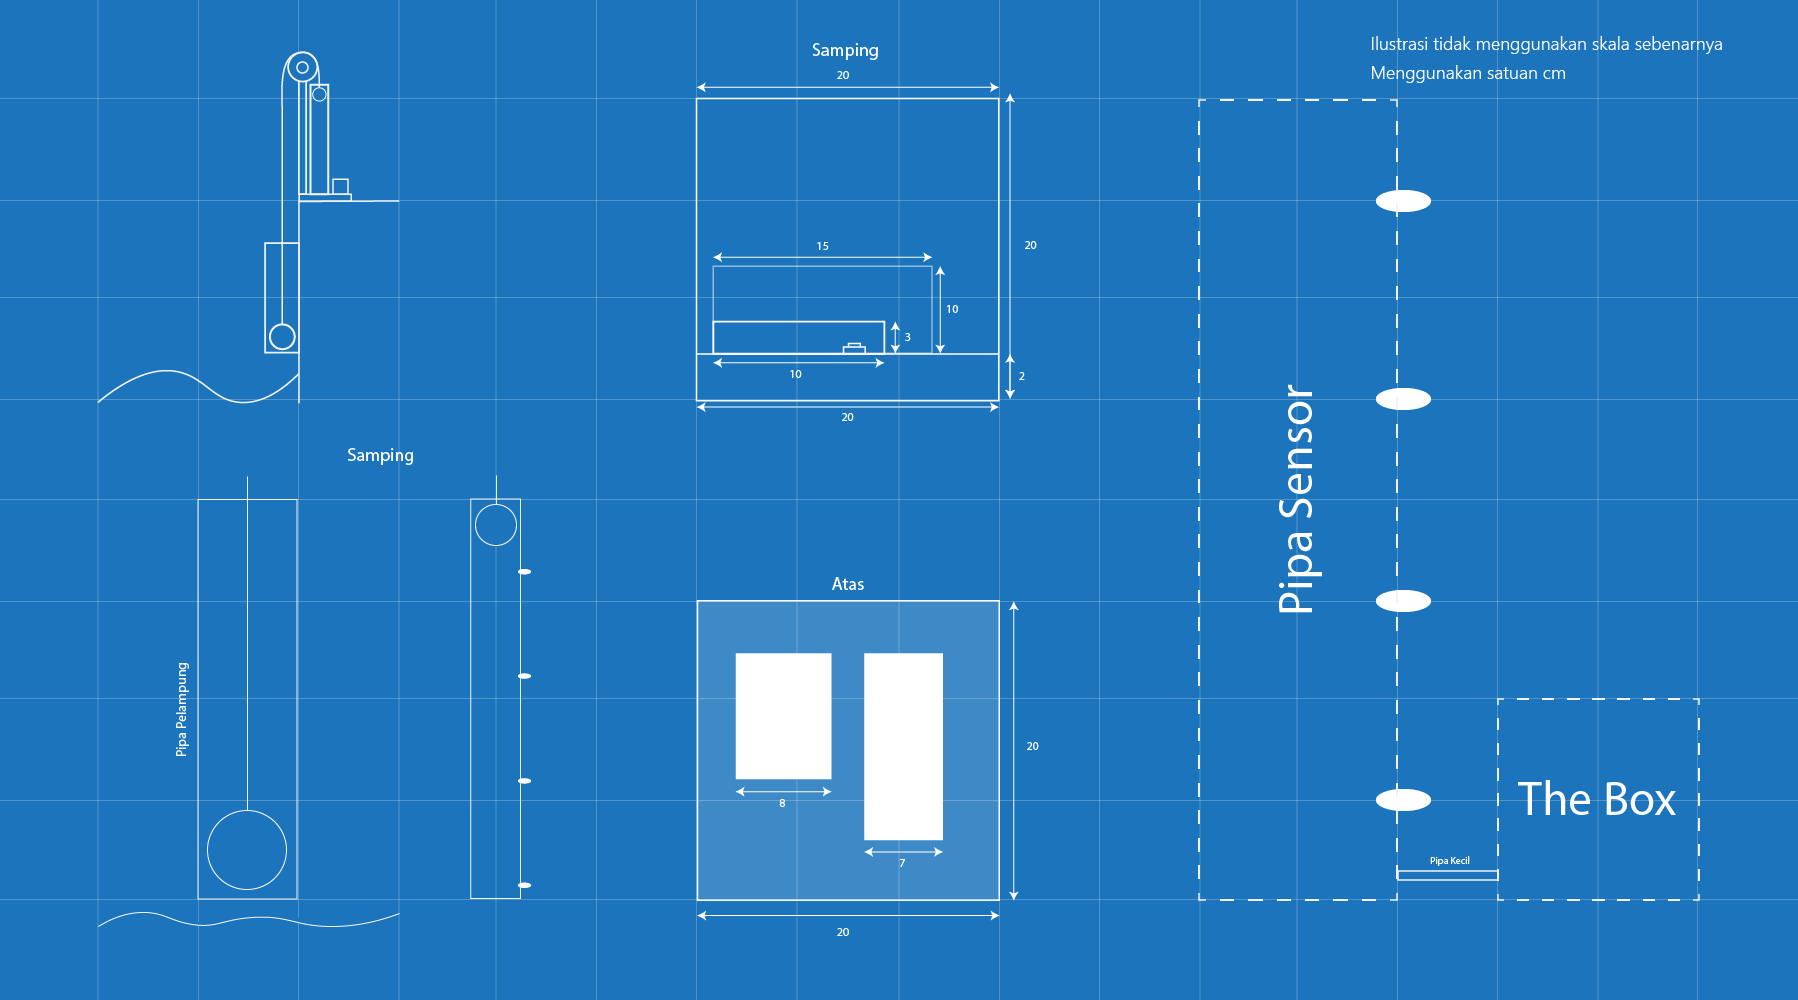 Ilustrasi tidak menggunakan skala sebenarnya
Menggunakan satuan cm
Samping
20
20
15
10
3
10
2
20
Samping
Pipa Pelampung
Atas
8
7
20
20
Pipa Sensor
The Box
Pipa Kecil